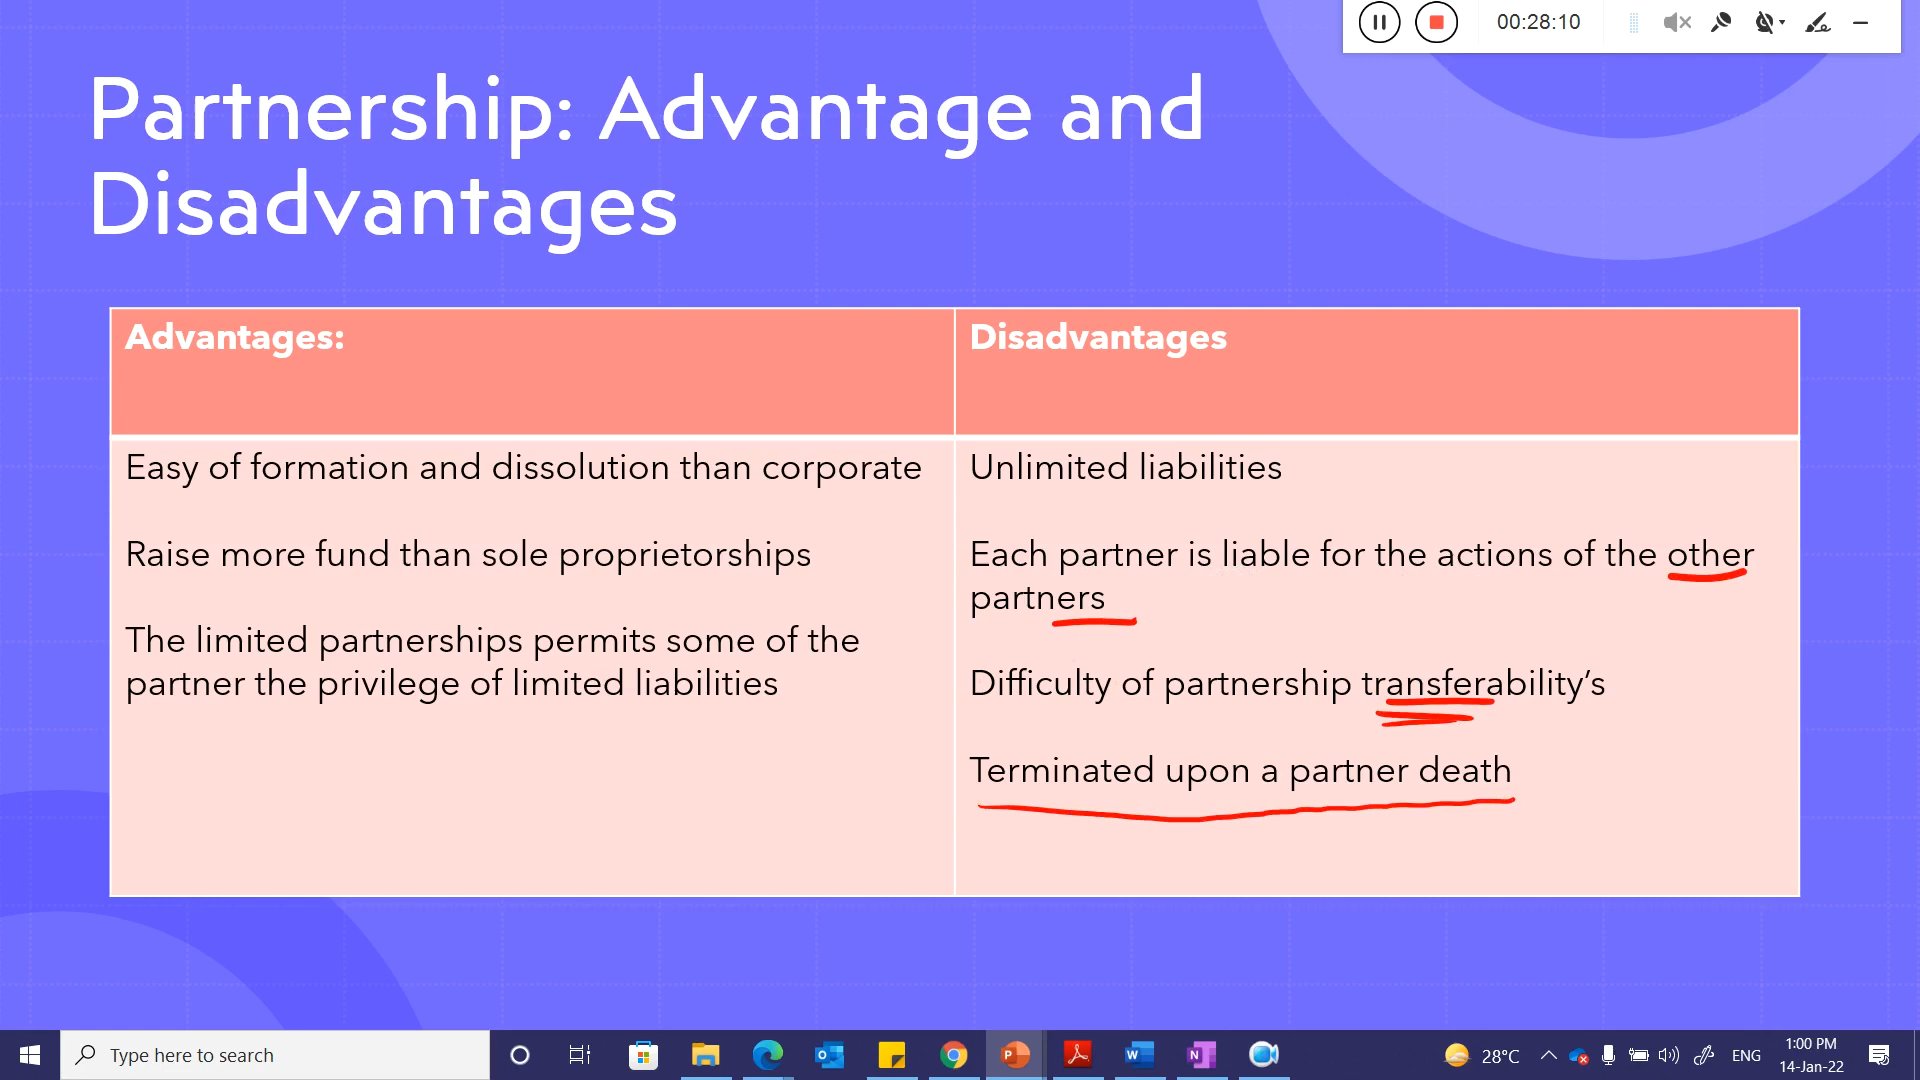 00:28:10
Partnership: Advantage and
Disadvantages
Advantages:
Disadvantages
Easy of formation and dissolution than corporate
Raise more fund than sole proprietorships
The limited partnerships permits some of the
partner the privilege of limited liabilities
Unlimited liabilities
Each partner is liable for the actions of the other
partners
Difficulty of partnership transferability’s
Terminated upon a partner death
Type here to search
28°C
ENG
1:00 PM
14-Jan-22